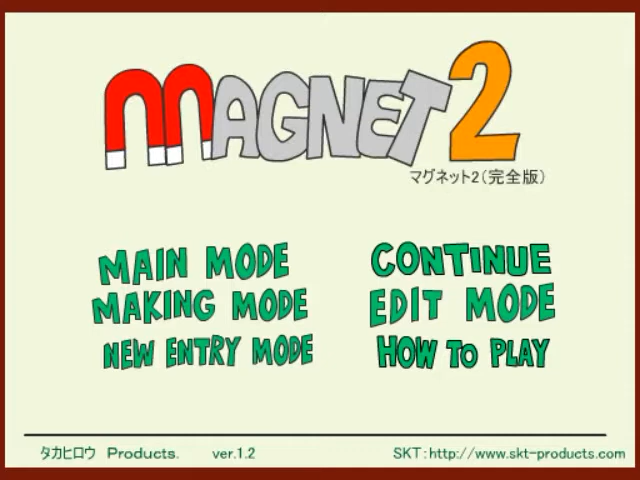 MAGNET 2
マグネット2(完全版)
MAIN MODE
MAKING MODE
NEW ENTRY MODE
CONTINUE
EDIT MODE
HOW TO PLAY
タカヒロウ Products. ver.1.2
SKT:http://www.skt-products.com